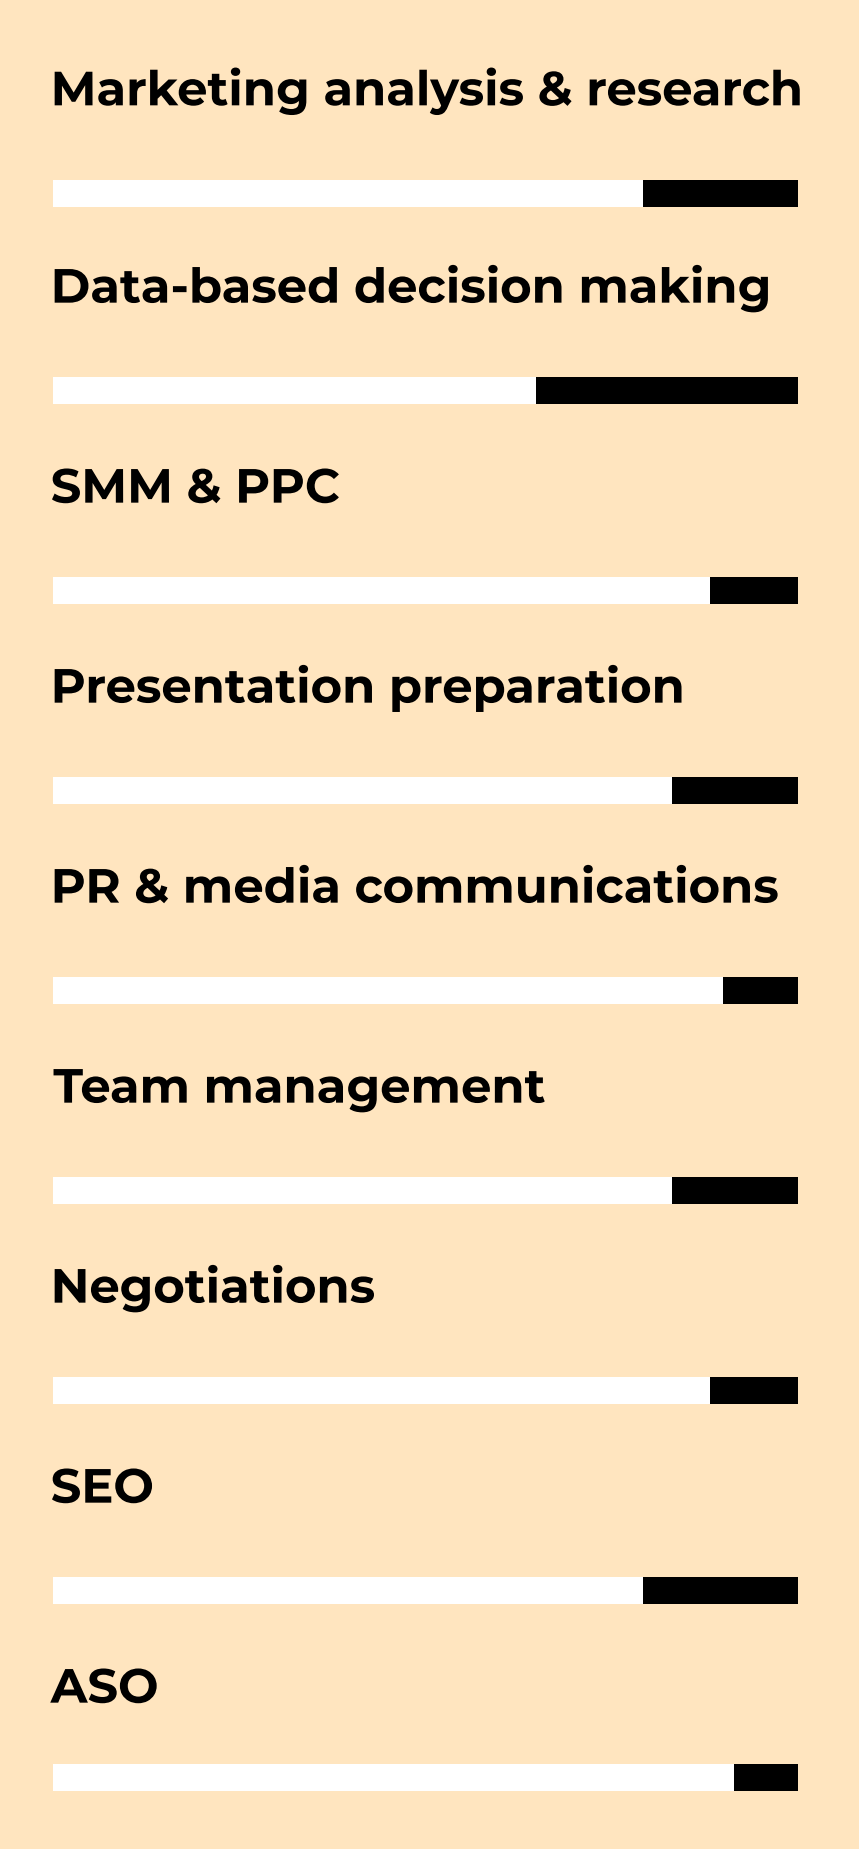 Marketing analysis & research
Data-based decision making
SMM & PPC
Presentation preparation
PR & media communications
Team management
Negotiations
SEO
ASO